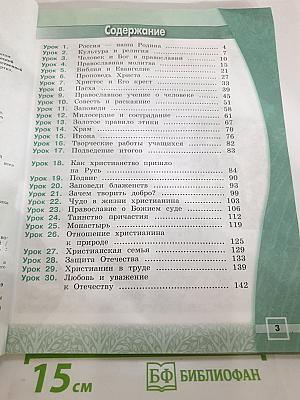 Содержание
Урок 1. Россия — наша Родина 4
Урок 2. Культура и религия 7
Урок 3. Человек и Бог в православии 10
Урок 4. Православная молитва 15
Урок 5. Библия и Евангелие 21
Урок 6. Проповедь Христа 27
Урок 7. Христос и Его крест 33
Урок 8. Пасха 39
Урок 9. Православное учение о человеке 45
Урок 10. Совесть и раскаяние 51
Урок 11. Заповеди 58
Урок 12. Милосердие и сострадание 61
Урок 13. Золотое правило этики 67
Урок 14. Храм 70
Урок 15. Икона 76
Урок 16. Творческие работы учащихся 82
Урок 17. Подведение итогов 83
Урок 18. Как христианство пришло
на Русь 84
Урок 19. Подвиг 90
Урок 20. Заповеди блаженств 93
Урок 21. Зачем творить добро? 99
Урок 22. Чудо в жизни христианина 103
Урок 23. Православие о Божием суде 106
Урок 24. Таинство причастия 112
Урок 25. Монастырь 119
Урок 26. Отношение христианина
к природе 125
Урок 27. Христианская семья 129
Урок 28. Защита Отечества 133
Урок 29. Христианин в труде 139
Урок 30. Любовь и уважение
к Отечеству 142
3
15 см
БФ БИБЛИОФАН